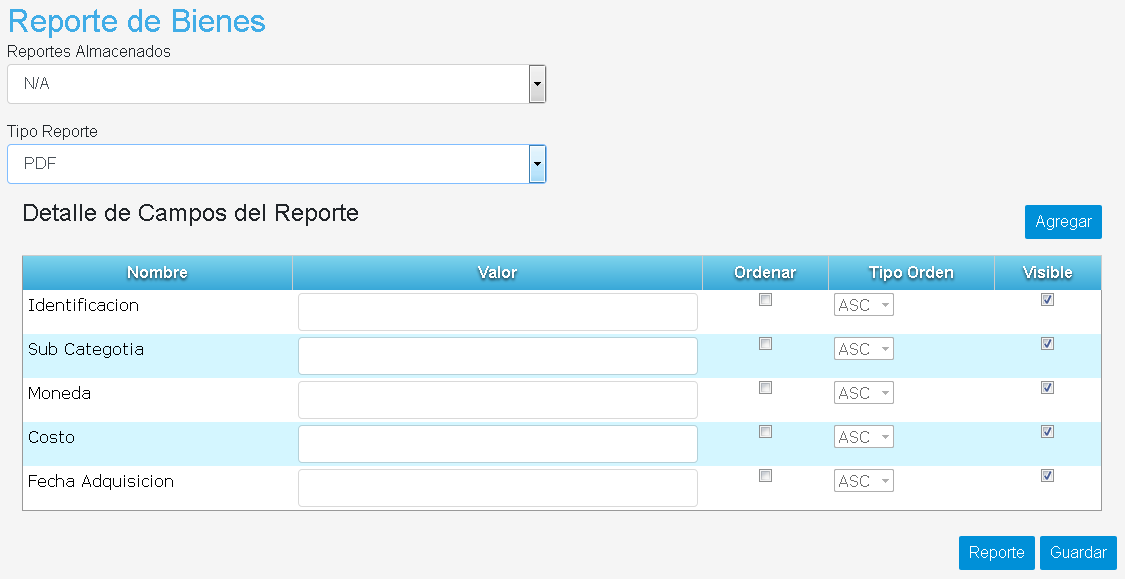 Reporte de Bienes
Reportes Almacenados
N/A
Tipo Reporte
PDF
Detalle de Campos del Reporte
Agregar
Nombre Valor Ordenar Tipo Orden Visible
Identificacion ASC
Sub Categotia ASC
Moneda ASC
Costo ASC
Fecha Adquisicion ASC
Reporte Guardar